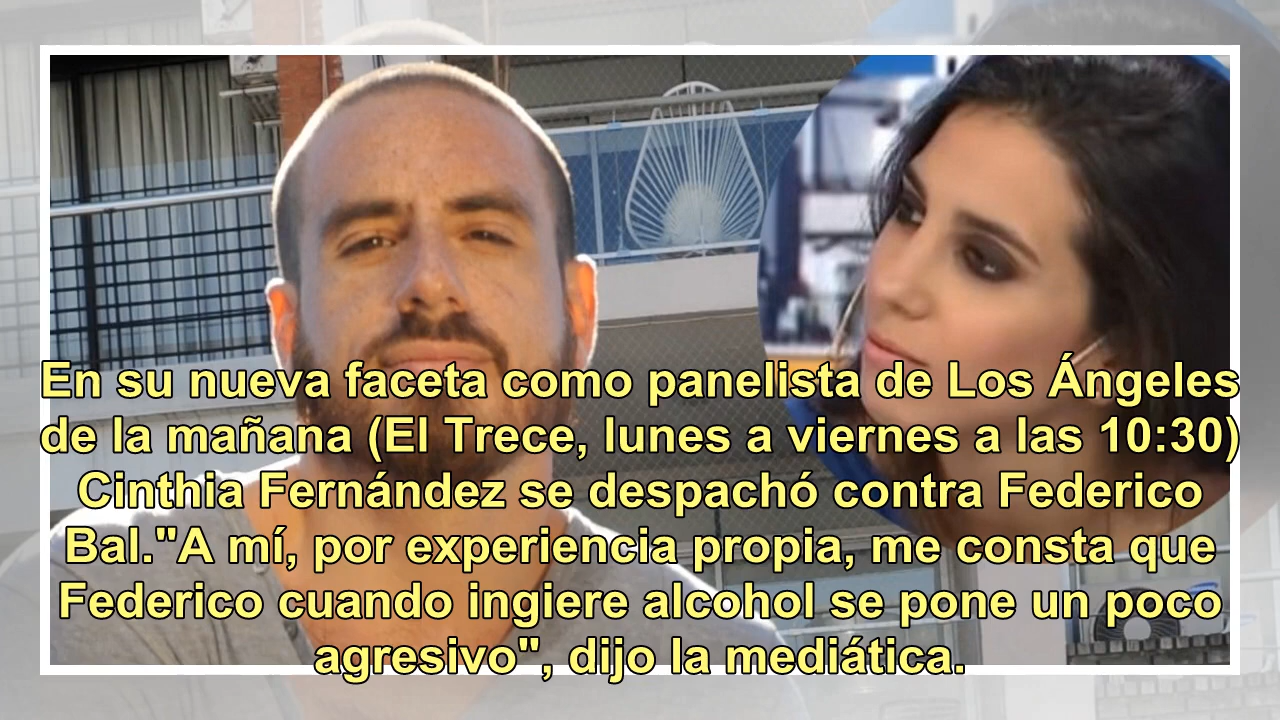 En su nueva faceta como panelista de Los Ángeles
de la mañana (El Trece, lunes a viernes a las 10:30)
Cinthia Fernández se despachó contra Federico
Bal."A mí, por experiencia propia, me consta que
Federico cuando ingiere alcohol se pone un poco
agresivo", dijo la mediática.